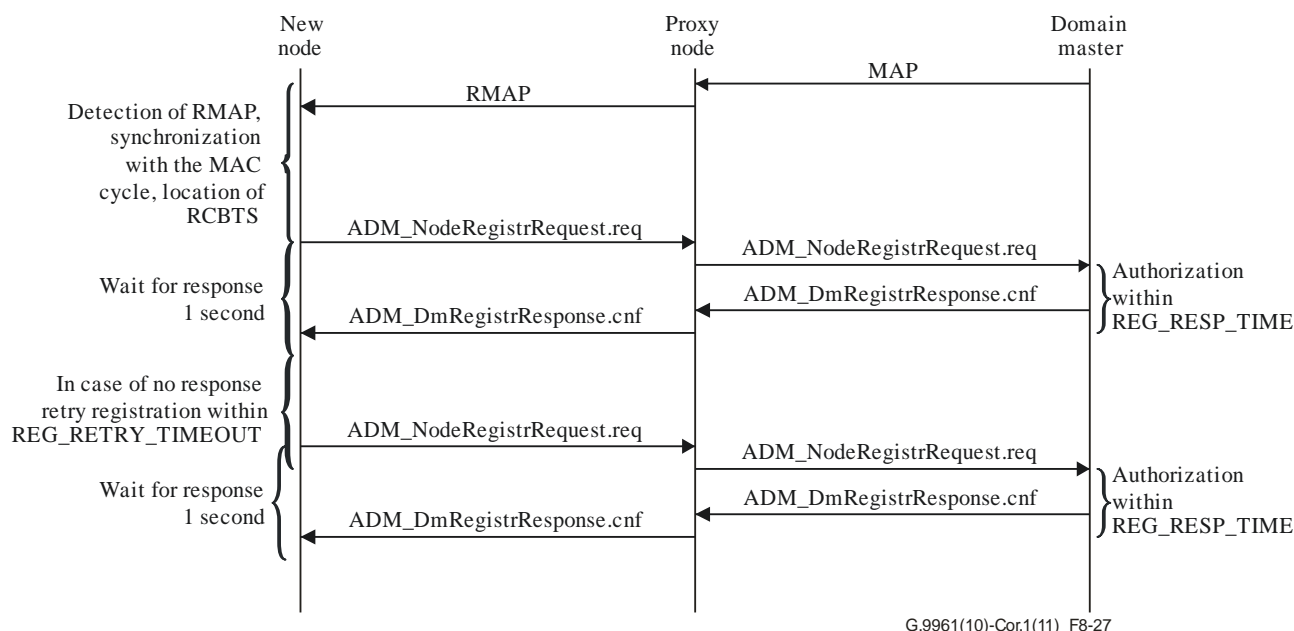 New
node
Proxy
node
Domain
master
MAP
RMAP
Detection of RMAP,
synchronization
with the MAC
cycle, location of
RCBTS
ADM_NodeRegistrRequest.req
ADM_NodeRegistrRequest.req
Wait for response
1 second
Authorization
within
REG_RESP_TIME
ADM_DmRegistrResponse.cnf
ADM_DmRegistrResponse.cnf
In case of no response
retry registration within
REG_RETRY_TIMEOUT
ADM_NodeRegistrRequest.req
ADM_NodeRegistrRequest.req
Wait for response
1 second
Authorization
within
REG_RESP_TIME
ADM_DmRegistrResponse.cnf
ADM_DmRegistrResponse.cnf
G.9961(10)-Cor.1(11)_F8-27